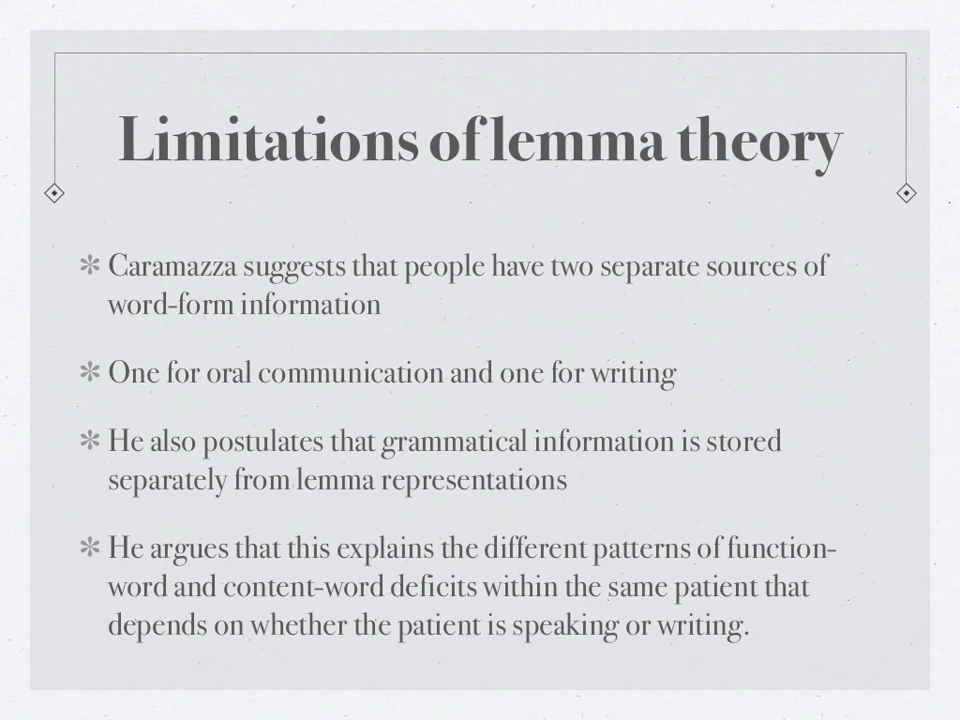 Limitations of lemma theory
✻ Caramazza suggests that people have two separate sources of
word-form information
✻ One for oral communication and one for writing
✻ He also postulates that grammatical information is stored
separately from lemma representations
✻ He argues that this explains the different patterns of function-
word and content-word deficits within the same patient that
depends on whether the patient is speaking or writing.